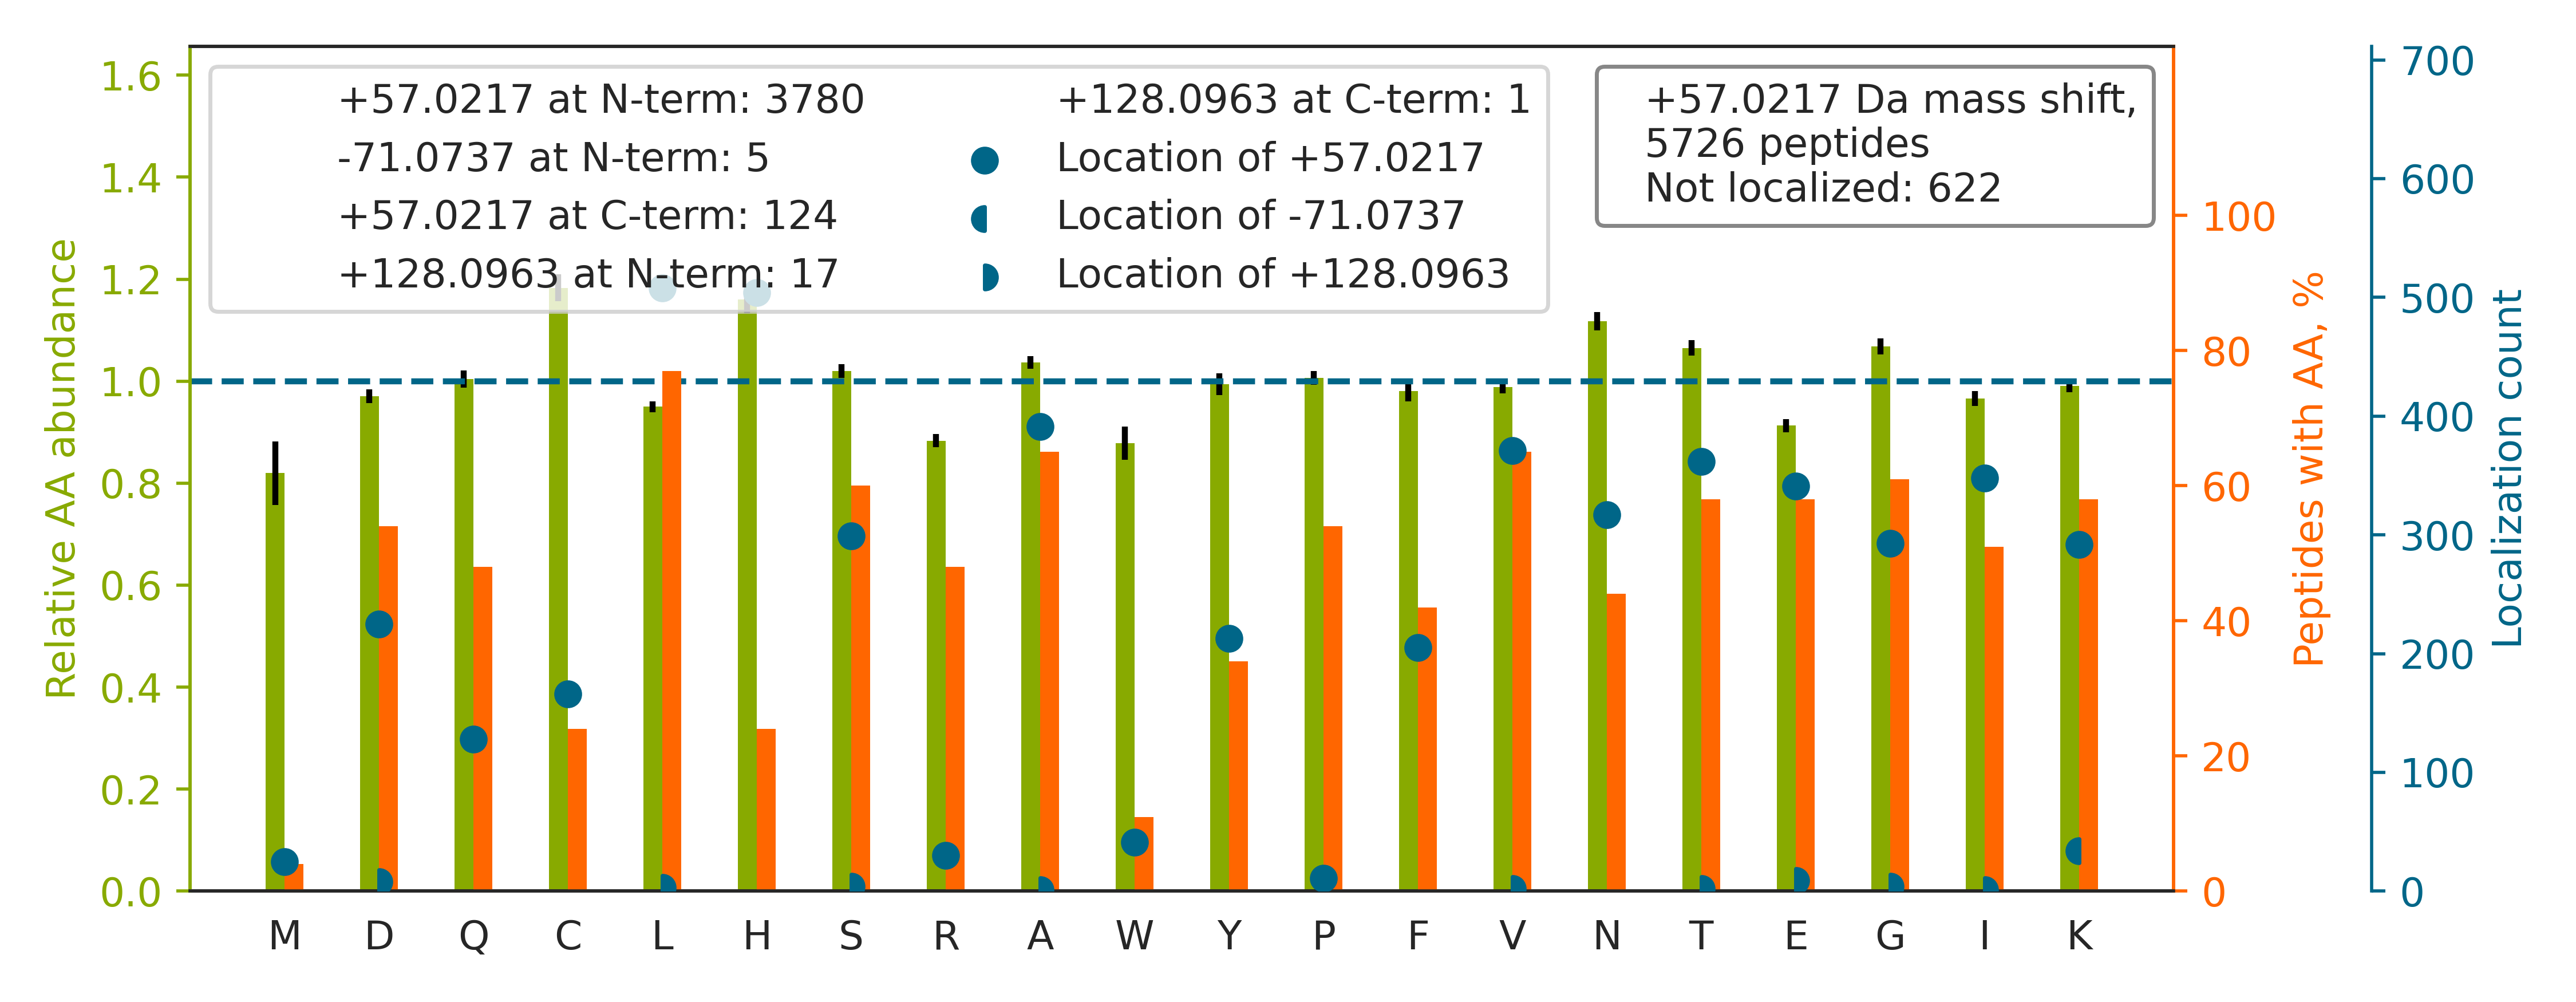 +57.0217 at N-term: 3780
-71.0737 at N-term: 5
+57.0217 at C-term: 124
+128.0963 at N-term: 17
+128.0963 at C-term: 1
Location of +57.0217
Location of -71.0737
Location of +128.0963
+57.0217 Da mass shift,
5726 peptides
Not localized: 622
Relative AA abundance
1.6
1.4
1.2
1.0
0.8
0.6
0.4
0.2
0.0
M D Q C L H S R A W Y P F V N T E G I K
100
80
60
40
20
0
Peptides with AA, %
700
600
500
400
300
200
100
0
Localization count